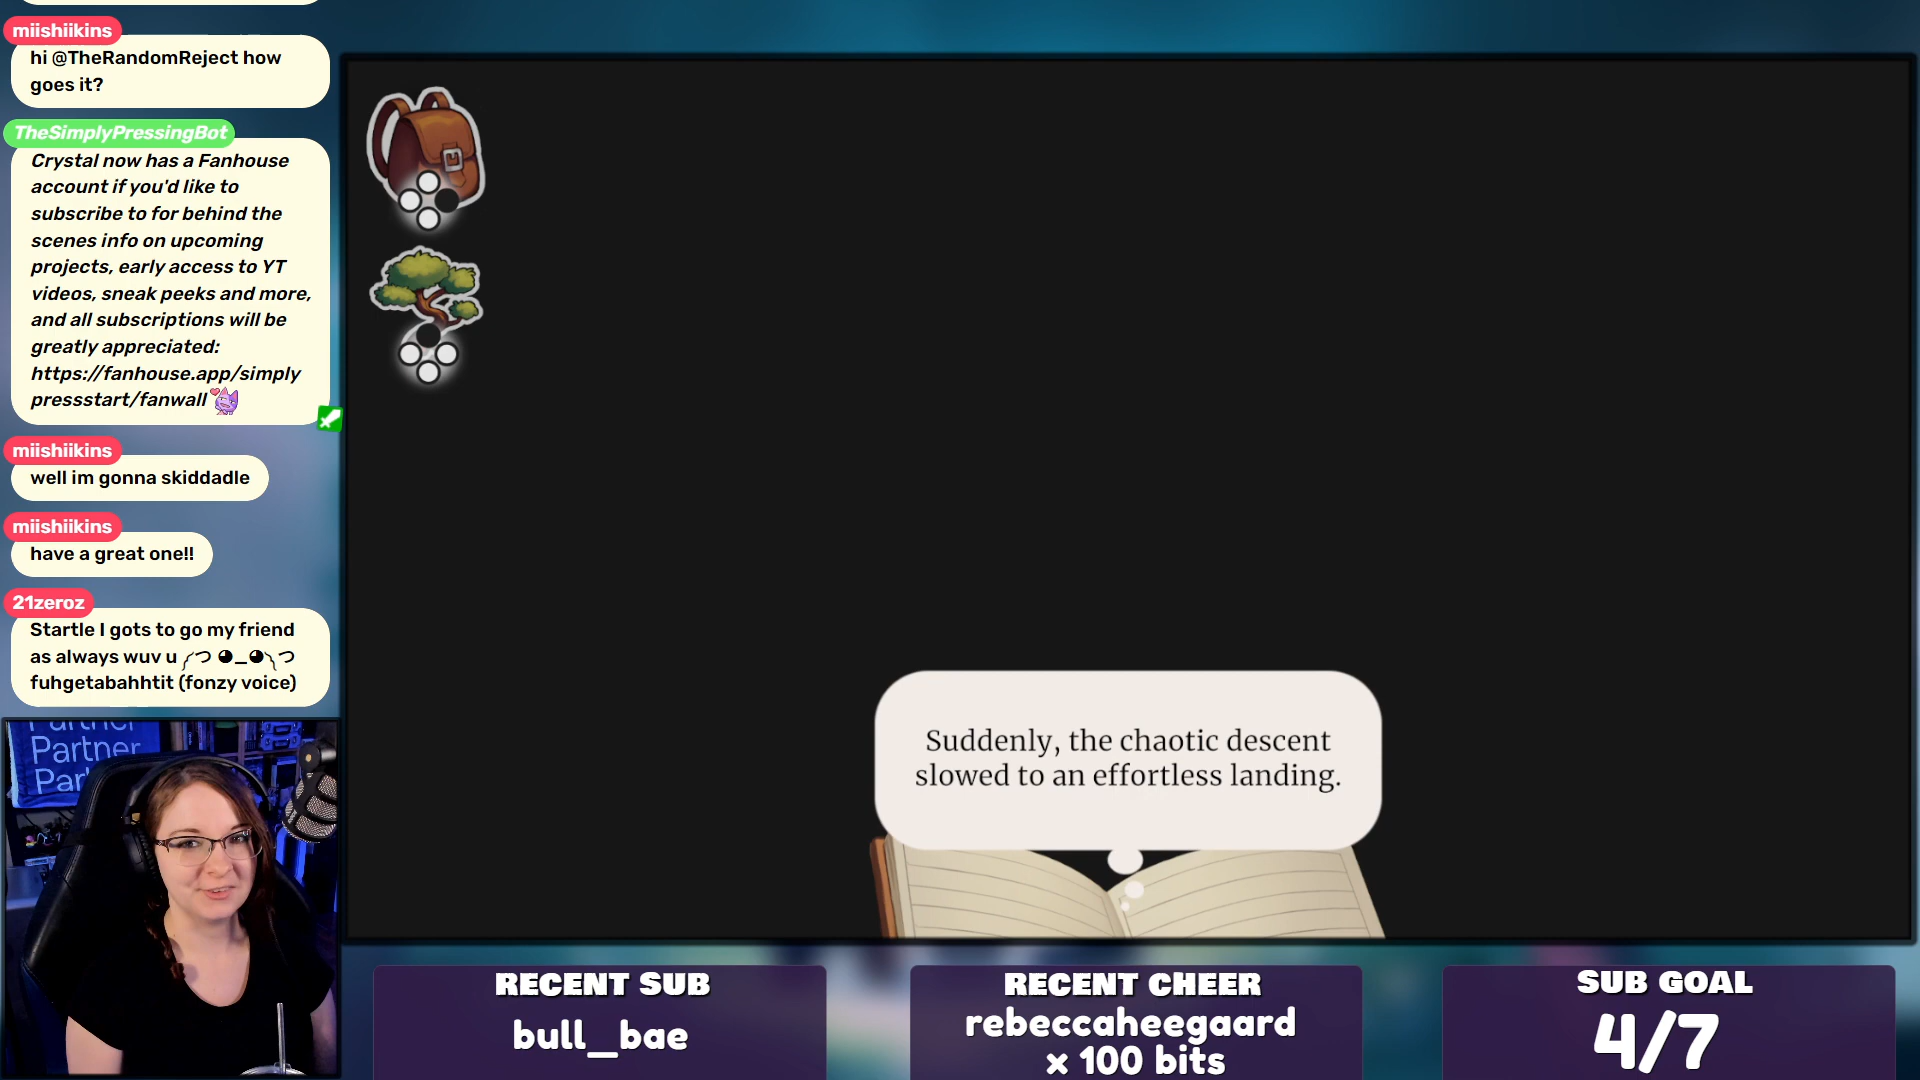 miishiikins
hi @TheRandomReject how
goes it?
TheSimplyPressingBot
Crystal now has a Fanhouse
account if you'd like to
subscribe to for behind the
scenes info on upcoming
projects, early access to YT
videos, sneak peeks and more,
and all subscriptions will be
greatly appreciated:
https://fanhouse.app/simply
pressstart/fanwall
miishiikins
well im gonna skiddadle
miishiikins
have a great one!!
21zeroz
Startle I gots to go my friend
as always wuv u ╭つ ◕_◕╮つ
fuhgetabahhtit (fonzy voice)
Partner
Partner
Suddenly, the chaotic descent
slowed to an effortless landing.
RECENT SUB
bull__bae
RECENT CHEER
rebeccaheegaard
x 100 bits
SUB GOAL
4/7